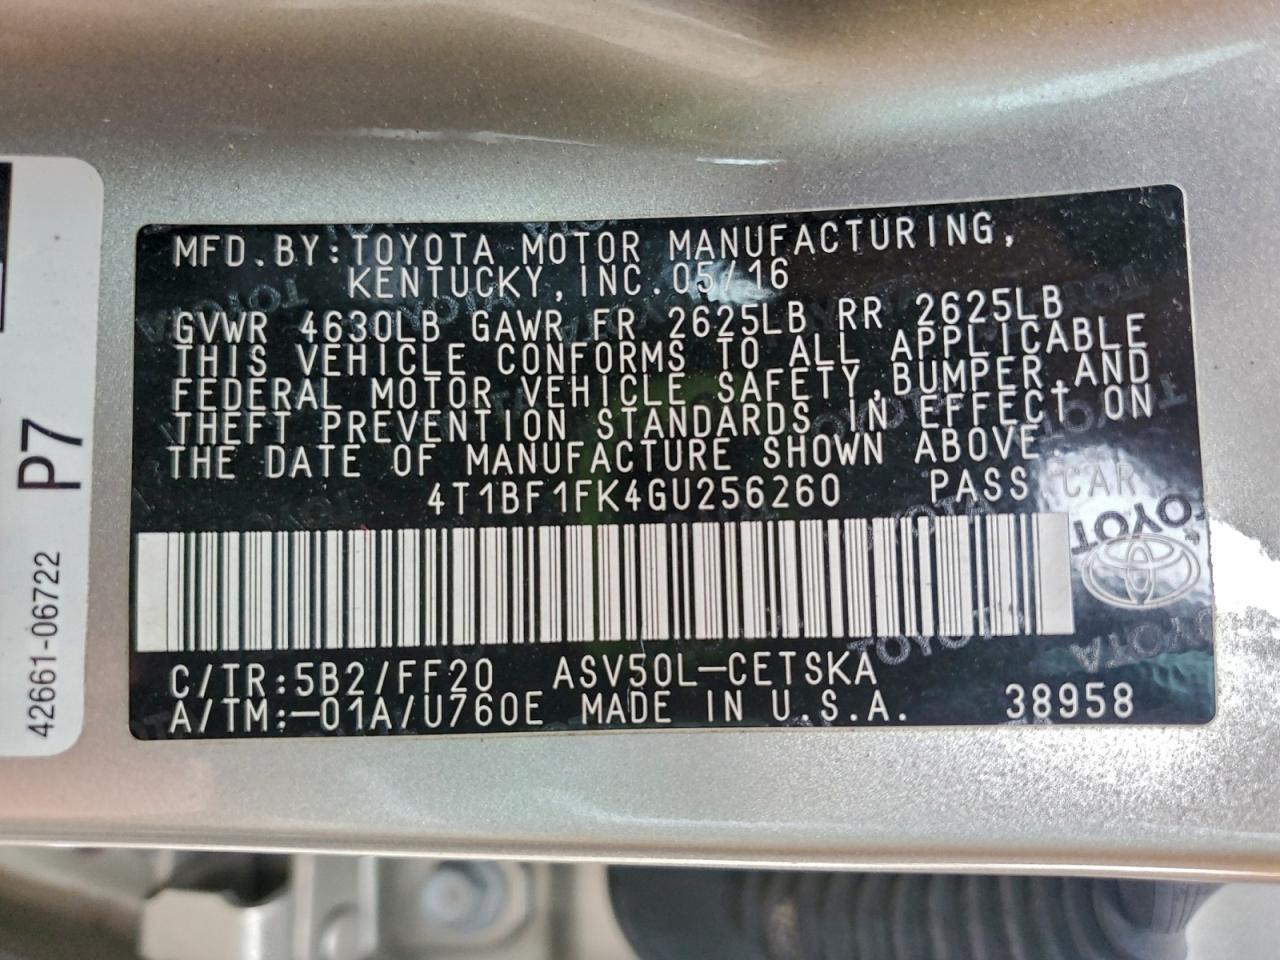 MFD.BY:TOYOTA MOTOR MANUFACTURING,
KENTUCKY,INC.05/16
GVWR 4630LB GAWR FR 2625LB RR 2625LB
THIS VEHICLE CONFORMS TO ALL APPLICABLE
FEDERAL MOTOR VEHICLE SAFETY,BUMPER,AND
THEFT PREVENTION STANDARDS IN EFFECT ON
THE DATE OF MANUFACTURE SHOWN ABOVE.
4T1BF1FK4GU256260 PASS CAR
C/TR:5B2/FF20 ASV50L-CETSKA
A/TM:-01A/U760E MADE IN U.S.A. 38958
P7
42661-06722
TOYOTA